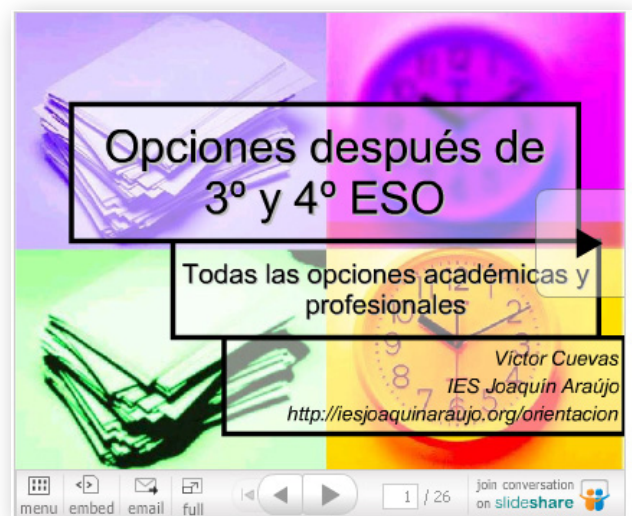 Opciones después de
3º y 4º ESO
Todas las opciones académicas y
profesionales
Víctor Cuevas
IES Joaquín Araújo
http://iesjoaquinaraujo.org/orientacion
menu embed email full 1 / 26 join conversation
on slideshare